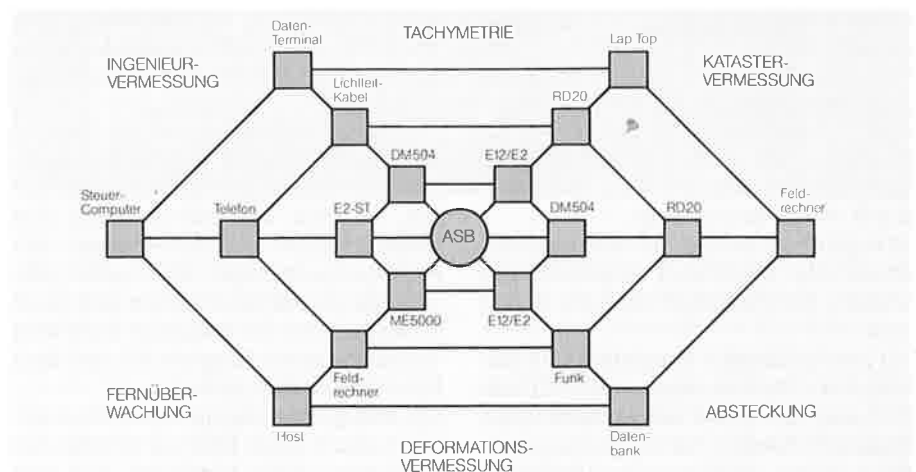 Daten-
Terminal
TACHYMETRIE
Lap Top
INGENIEUR-
VERMESSUNG
KATASTER-
VERMESSUNG
Lichtleit-
Kabel
RD20
DM504
E12/E2
Steuer-
Computer
Telefon
E2-ST
ASB
DM504
RD20
Feld-
rechner
ME5000
E12/E2
Feld-
rechner
Funk
FERNÜBER-
WACHUNG
ABSTECKUNG
Host
Daten-
bank
DEFORMATIONS-
VERMESSUNG